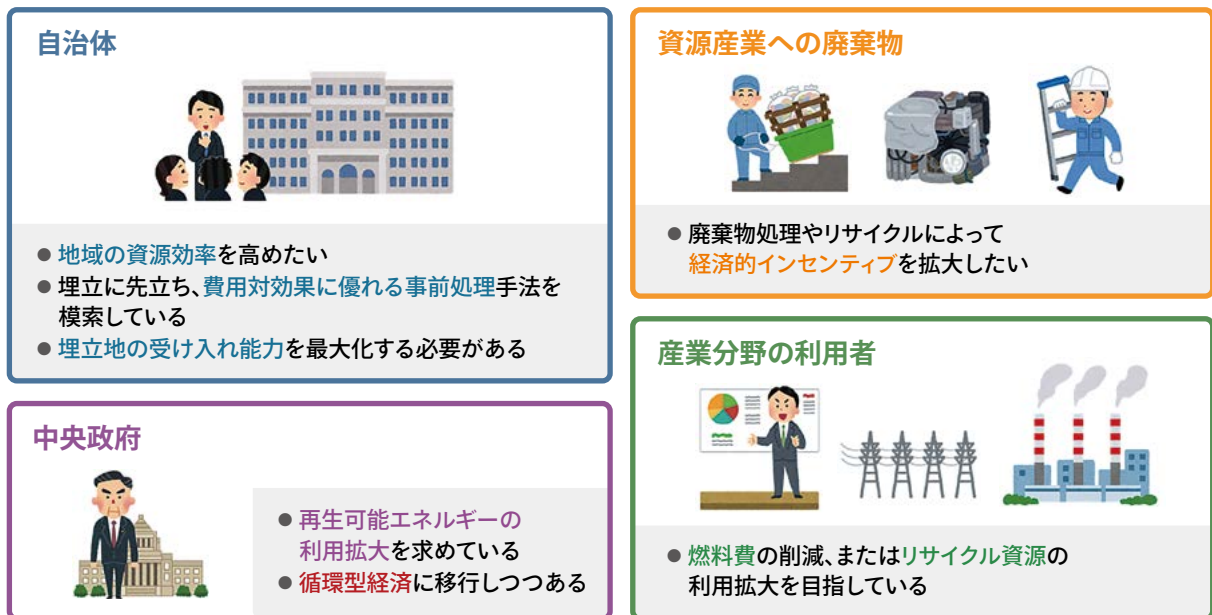 自治体
● 地域の資源効率を高めたい
● 埋立に先立ち、費用対効果に優れる事前処理手法を
模索している
● 埋立地の受け入れ能力を最大化する必要がある
中央政府
● 再生可能エネルギーの
利用拡大を求めている
● 循環型経済に移行しつつある
資源産業への廃棄物
● 廃棄物処理やリサイクルによって
経済的インセンティブを拡大したい
産業分野の利用者
● 燃料費の削減、またはリサイクル資源の
利用拡大を目指している